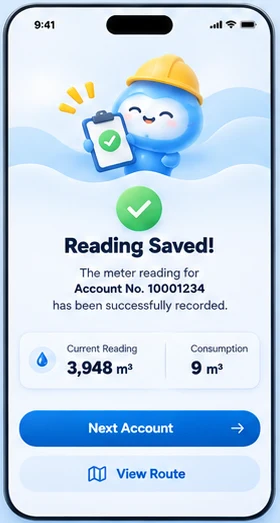 9:41
Reading Saved!
The meter reading for
Account No. 10001234
has been successfully recorded.
Current Reading
3,948 m³
Consumption
9 m³
Next Account
View Route